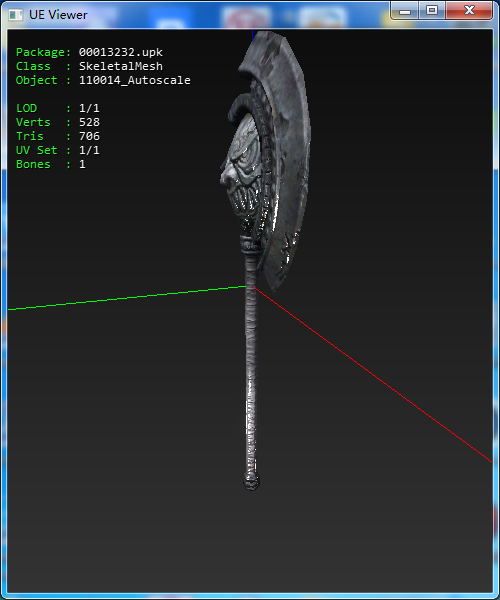 UE Viewer
Package: 00013232.upk
Class : SkeletalMesh
Object : 110014_Autoscale
LOD : 1/1
Verts : 528
Tris : 706
UV Set : 1/1
Bones : 1